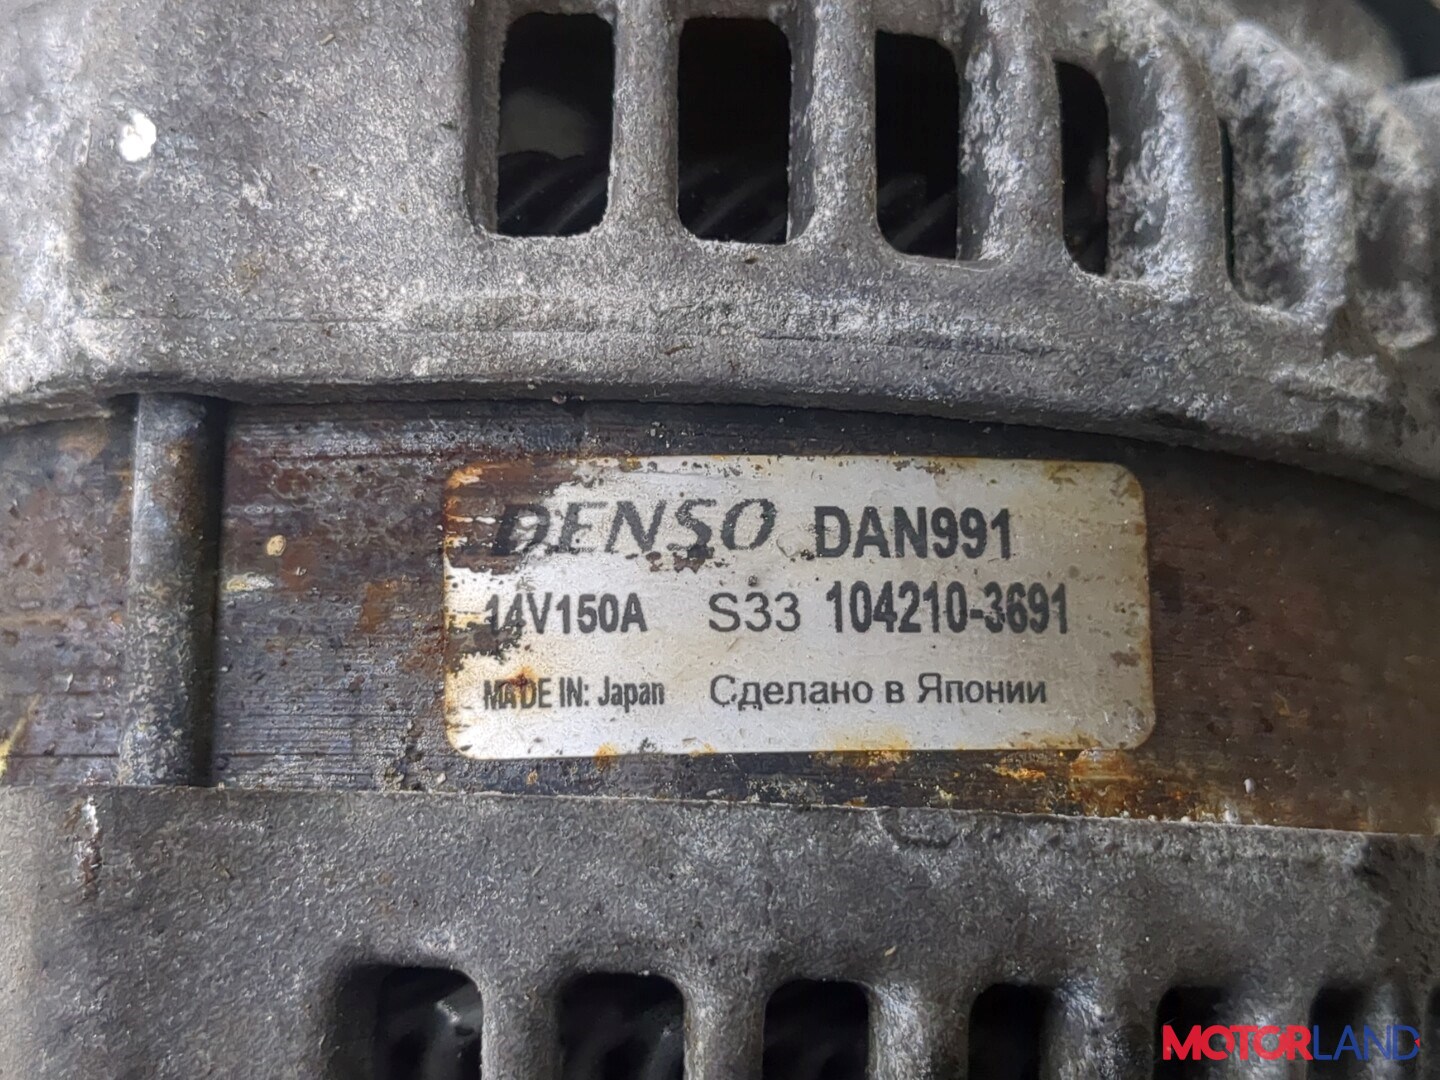 DENSO DAN991
14V150A S33 104210-3691
MADE IN: Japan Сделано в Японии
MOTORLAND